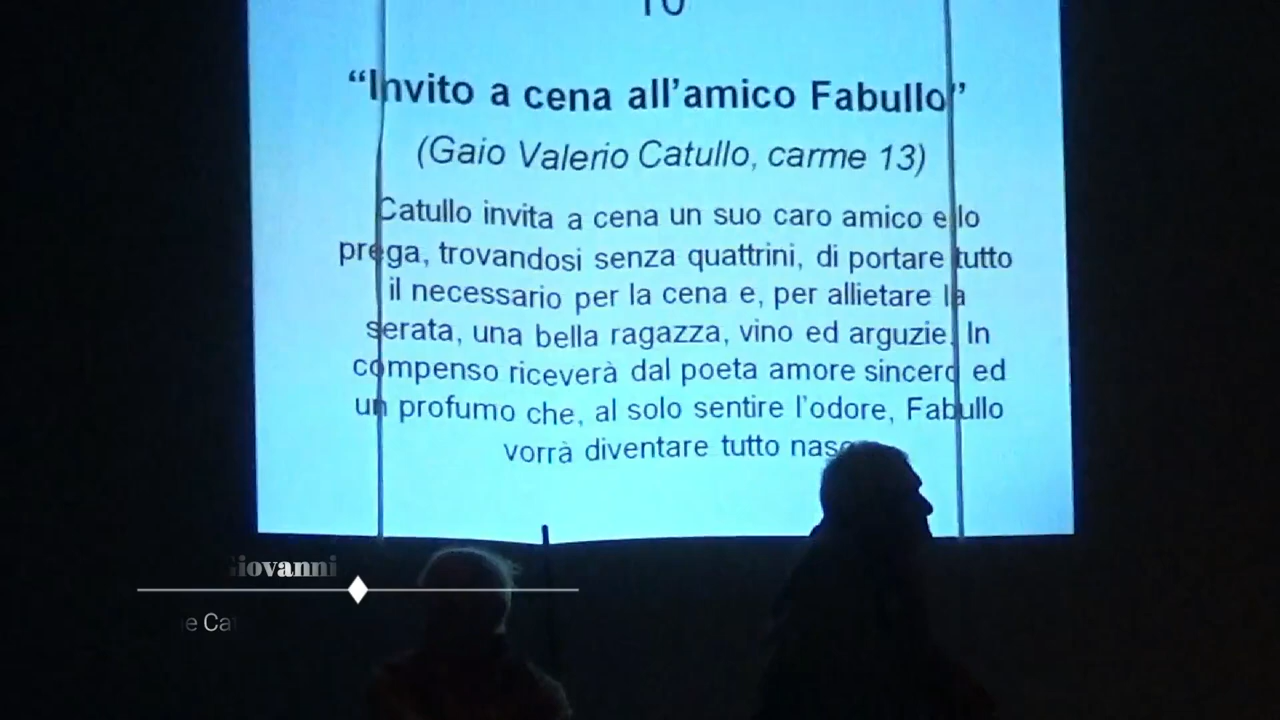 10
“Invito a cena all’amico Fabullo”
(Gaio Valerio Catullo, carme 13)
Catullo invita a cena un suo caro amico e lo
prega, trovandosi senza quattrini, di portare tutto
il necessario per la cena e, per allietare la
serata, una bella ragazza, vino ed arguzie. In
compenso riceverà dal poeta amore sincero ed
un profumo che, al solo sentire l’odore, Fabullo
vorrà diventare tutto naso
Giovanni